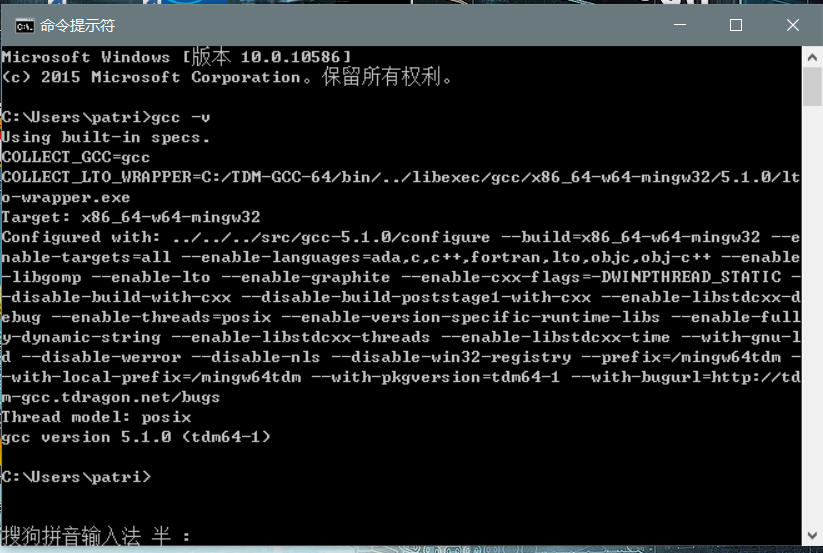 命令提示符
Microsoft Windows [版本 10.0.10586]
(c) 2015 Microsoft Corporation。保留所有权利。
C:\Users\patri>gcc -v
Using built-in specs.
COLLECT_GCC=gcc
COLLECT_LTO_WRAPPER=C:/TDM-GCC-64/bin/../libexec/gcc/x86_64-w64-mingw32/5.1.0/lt
o-wrapper.exe
Target: x86_64-w64-mingw32
Configured with: ../../../src/gcc-5.1.0/configure --build=x86_64-w64-mingw32 --e
nable-targets=all --enable-languages=ada,c,c++,fortran,lto,objc,obj-c++ --enable
-libgomp --enable-lto --enable-graphite --enable-cxx-flags=-DWINPTHREAD_STATIC -
-disable-build-with-cxx --disable-build-poststage1-with-cxx --enable-libstdcxx-d
ebug --enable-threads=posix --enable-version-specific-runtime-libs --enable-full
y-dynamic-string --enable-libstdcxx-threads --enable-libstdcxx-time --with-gnu-l
d --disable-werror --disable-nls --disable-win32-registry --prefix=/mingw64tdm -
-with-local-prefix=/mingw64tdm --with-pkgversion=tdm64-1 --with-bugurl=http://td
m-gcc.tdragon.net/bugs
Thread model: posix
gcc version 5.1.0 (tdm64-1)
C:\Users\patri>
搜狗拼音输入法 半 :